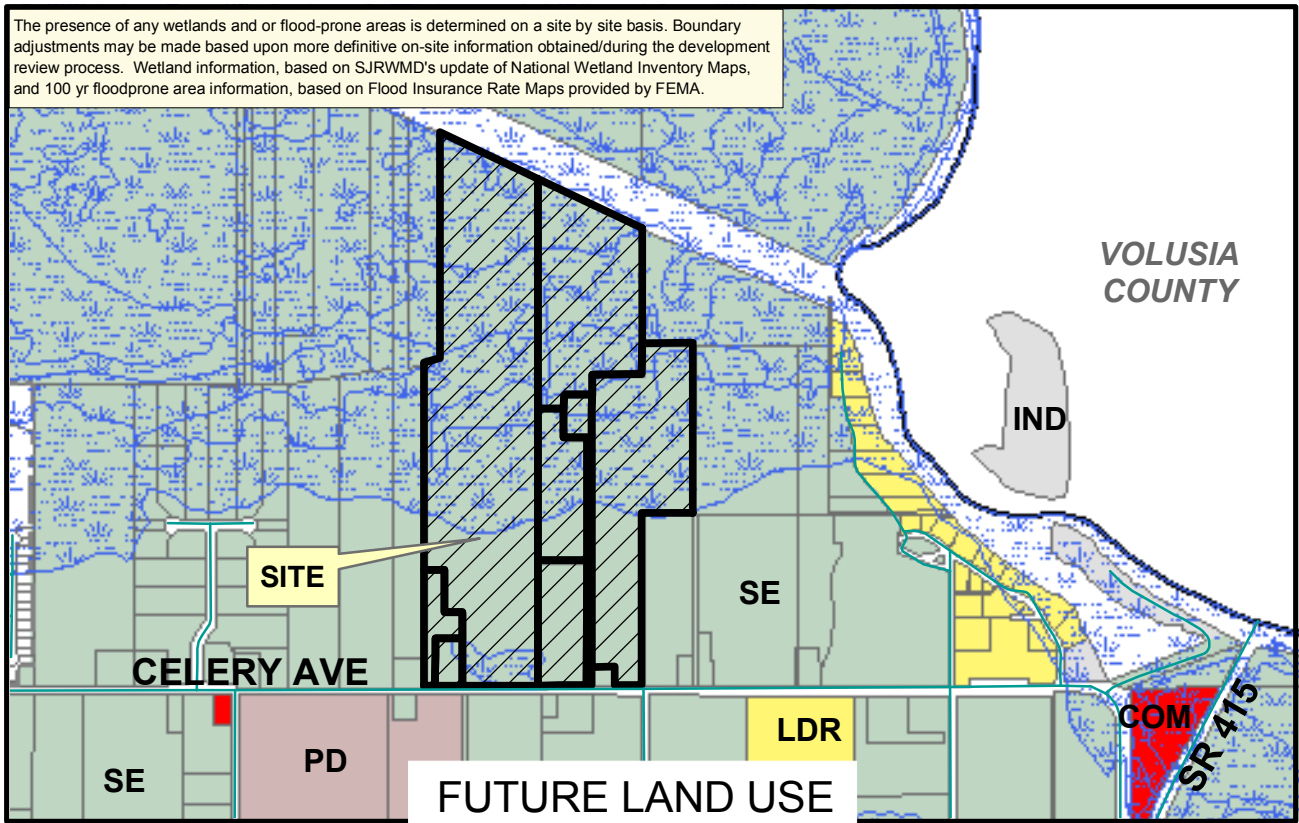 The presence of any wetlands and or flood-prone areas is determined on a site by site basis. Boundary
adjustments may be made based upon more definitive on-site information obtained/during the development
review process. Wetland information, based on SJRWMD's update of National Wetland Inventory Maps,
and 100 yr floodprone area information, based on Flood Insurance Rate Maps provided by FEMA.
VOLUSIA
COUNTY
IND
SITE
SE
CELERY AVE
COM
SR 415
LDR
PD
SE
FUTURE LAND USE